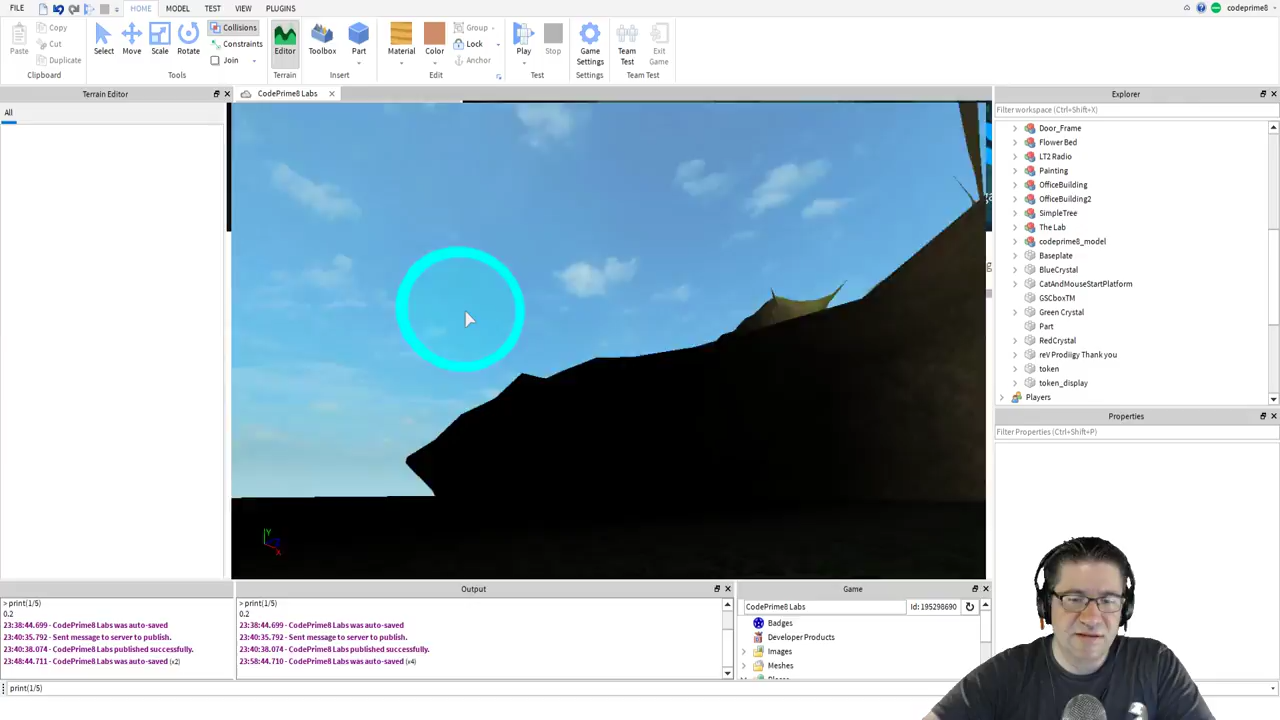 FILE
HOME
MODEL
TEST
VIEW
PLUGINS
codeprime8
Paste
Copy
Cut
Duplicate
Clipboard
Select
Move
Scale
Rotate
Collisions
Constraints
Join
Tools
Editor
Terrain
Toolbox
Part
Insert
Material
Color
Group
Lock
Anchor
Edit
Play
Stop
Test
Game
Settings
Settings
Team
Test
Exit
Game
Team Test
Terrain Editor
CodePrime8 Labs
All
Explorer
Filter workspace (Ctrl+Shift+X)
Door_Frame
Flower Bed
LT2 Radio
Painting
OfficeBuilding
OfficeBuilding2
SimpleTree
The Lab
codeprime8_model
Baseplate
BlueCrystal
CatAndMouseStartPlatform
GSCboxTM
Green Crystal
Part
RedCrystal
reV Prodiigy Thank you
token
token_display
Players
Properties
Filter Properties (Ctrl+Shift+P)
Y
X
> print(1/5)
0.2
23:38:44.699 - CodePrime8 Labs was auto-saved
23:40:35.792 - Sent message to server to publish.
23:40:38.074 - CodePrime8 Labs published successfully.
23:48:44.711 - CodePrime8 Labs was auto-saved (x2)
Output
> print(1/5)
0.2
23:38:44.699 - CodePrime8 Labs was auto-saved
23:40:35.792 - Sent message to server to publish.
23:40:38.074 - CodePrime8 Labs published successfully.
23:58:44.710 - CodePrime8 Labs was auto-saved (x4)
Game
CodePrime8 Labs
Id: 195298690
Badges
Developer Products
Images
Meshes
print(1/5)